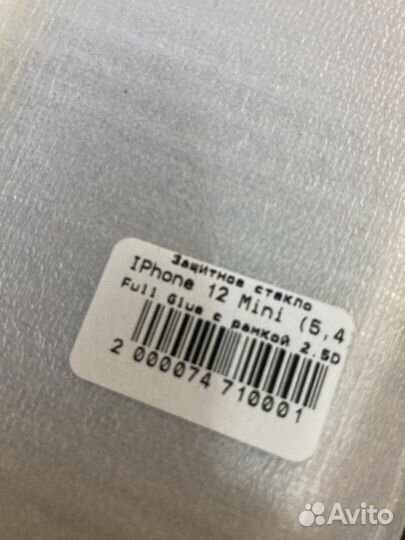 Защитное стекло
IPhone 12 Mini (5,4
Full Glue с рамкой 2.5D
2 000074 710001
Avito